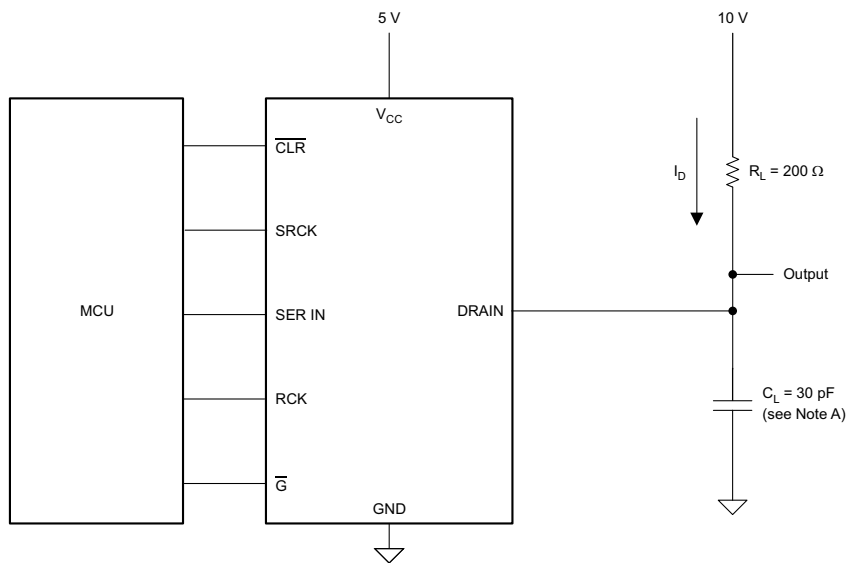 5 V
10 V
V_CC
CLR
SRCK
I_D
R_L = 200 Ω
Output
MCU
SER IN
DRAIN
RCK
C_L = 30 pF
(see Note A)
G
GND